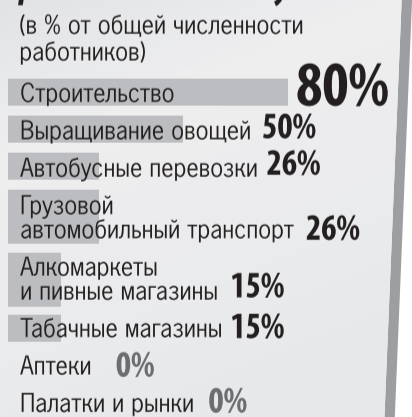 (в % от общей численности
работников)
Строительство 80%
Выращивание овощей 50%
Автобусные перевозки 26%
Грузовой
автомобильный транспорт 26%
Алкомаркеты
и пивные магазины 15%
Табачные магазины 15%
Аптеки 0%
Палатки и рынки 0%